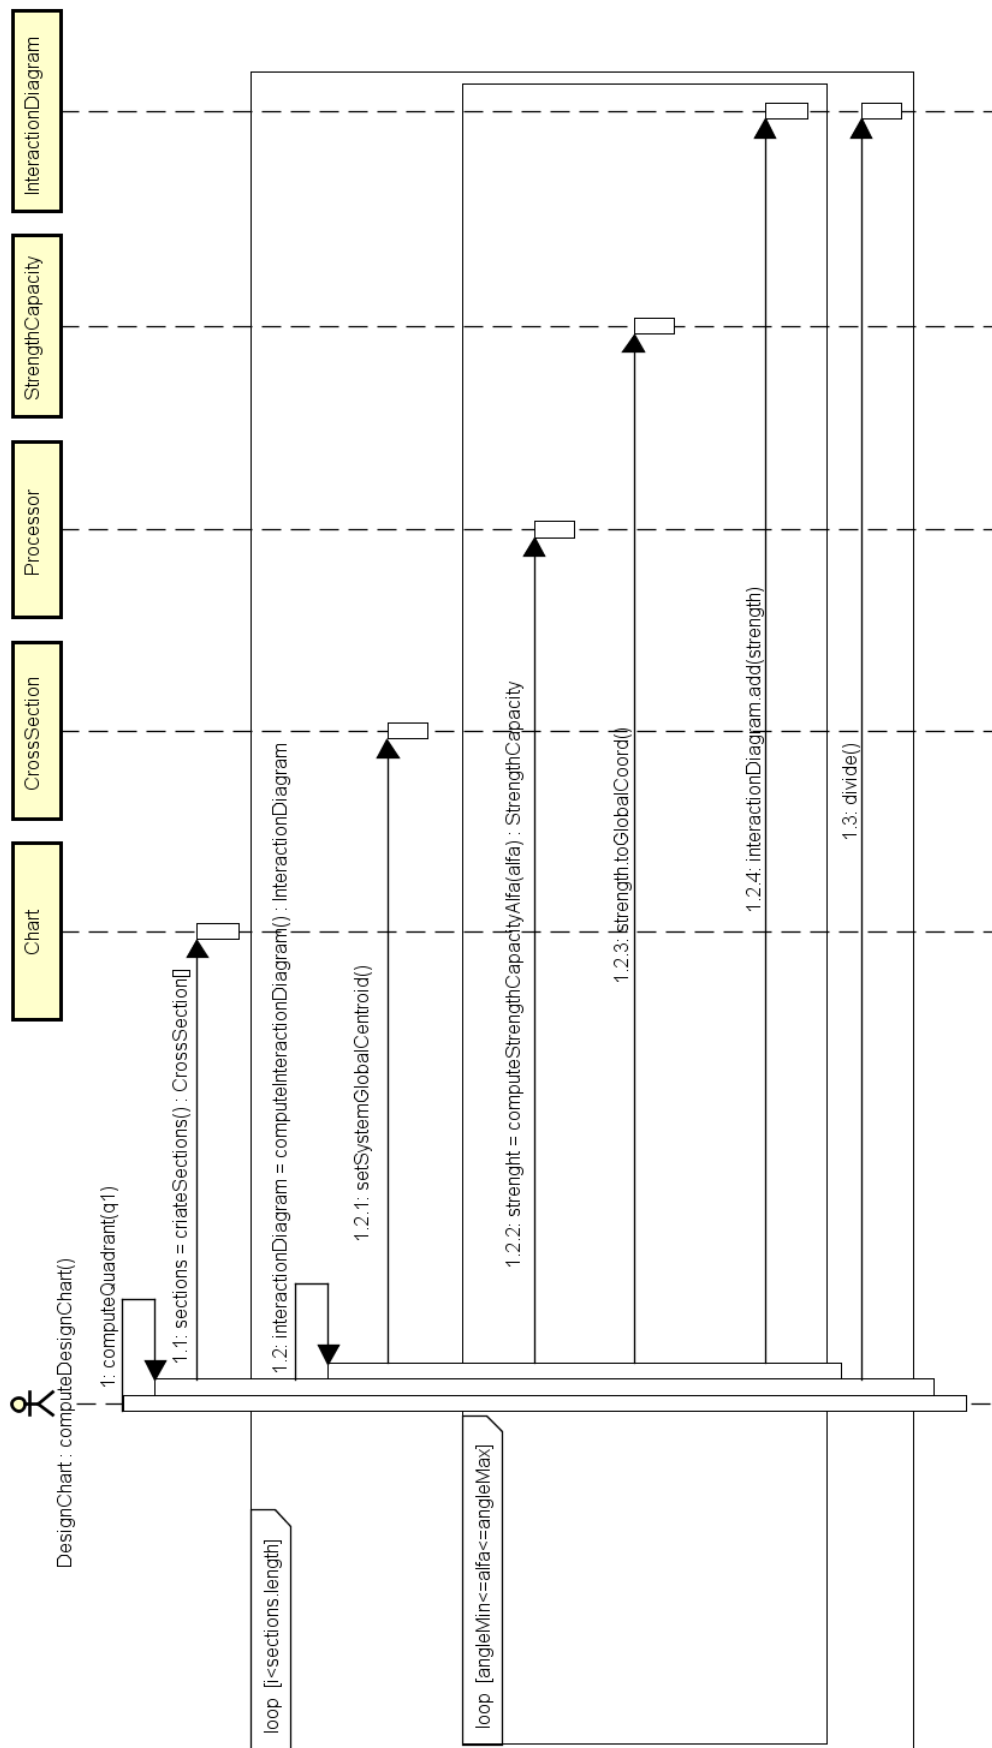 DesignChart : computeDesignChart()
Chart
CrossSection
Processor
StrengthCapacity
InteractionDiagram
1: computeQuadrant(q1)
1.1: sections = criateSections() : CrossSection[]
loop [i<sections.length]
1.2: interactionDiagram = computeInteractionDiagram() : InteractionDiagram
1.2.1: setSystemGlobalCentroid()
loop [angleMin<=alfa<=angleMax]
1.2.2: strenght = computeStrengthCapacityAlfa(alfa) : StrengthCapacity
1.2.3: strength.toGlobalCoord()
1.2.4: interactionDiagram.add(strength)
1.3: divide()